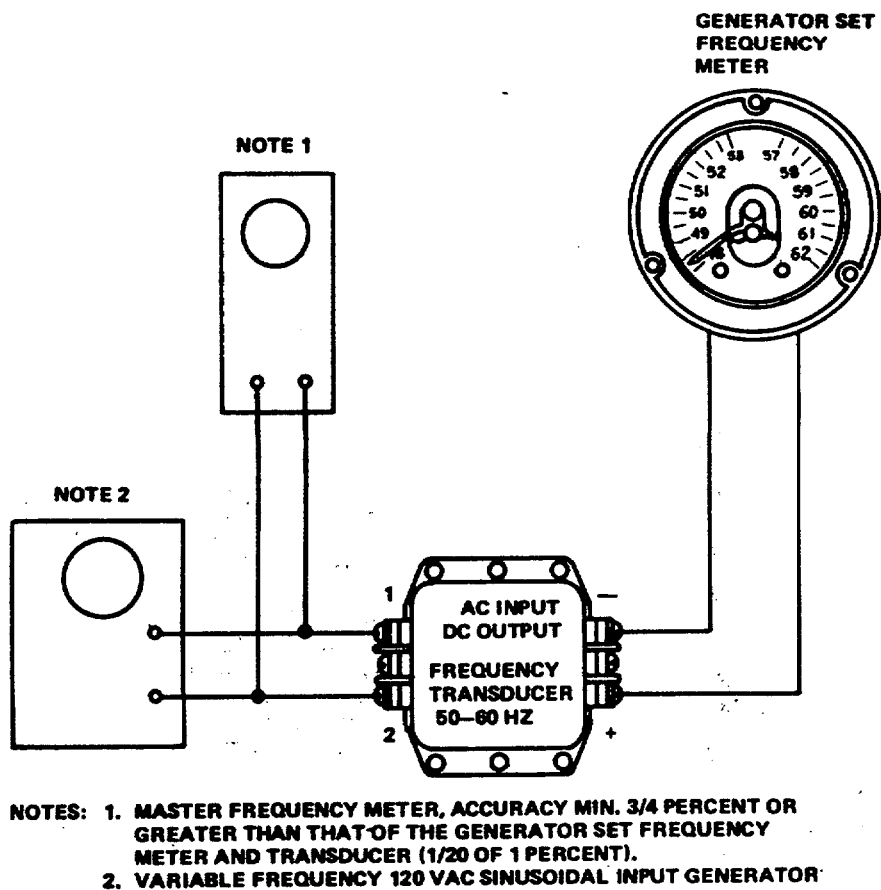 GENERATOR SET
FREQUENCY
METER
NOTE 1
53 57
52 58
51 59
50 60
49 61
48 62
NOTE 2
1
AC INPUT
DC OUTPUT
FREQUENCY
TRANSDUCER
50–60 HZ
2
—
+
NOTES: 1. MASTER FREQUENCY METER, ACCURACY MIN. 3/4 PERCENT OR
GREATER THAN THAT OF THE GENERATOR SET FREQUENCY
METER AND TRANSDUCER (1/20 OF 1 PERCENT).
2. VARIABLE FREQUENCY 120 VAC SINUSOIDAL INPUT GENERATOR